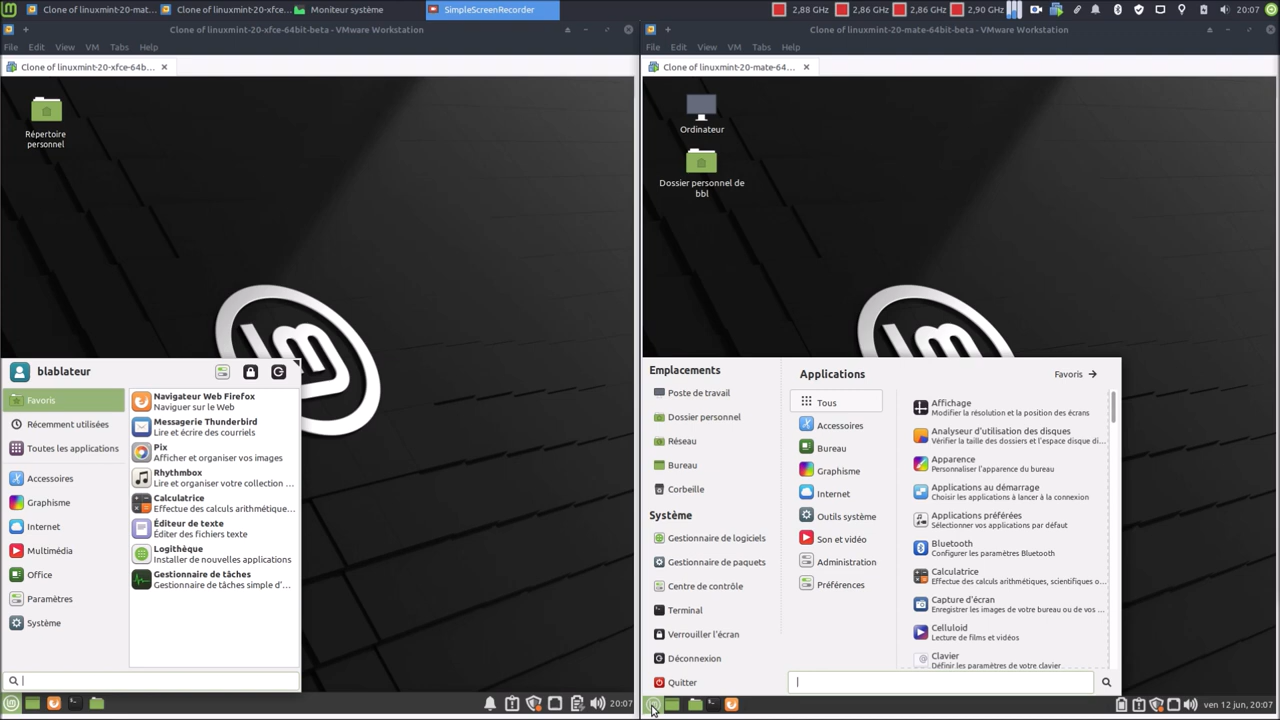 Clone of linuxmint-20-mat...
Clone of linuxmint-20-xfce...
Moniteur système
SimpleScreenRecorder
2,88 GHz
2,86 GHz
2,86 GHz
2,90 GHz
20:07
Clone of linuxmint-20-xfce-64bit-beta - VMware Workstation
File Edit View VM Tabs Help
Clone of linuxmint-20-xfce-64b...
Répertoire
personnel
blablateur
Favoris
Récemment utilisées
Toutes les applications
Accessoires
Graphisme
Internet
Multimédia
Office
Paramètres
Système
Navigateur Web Firefox
Naviguer sur le Web
Messagerie Thunderbird
Lire et écrire des courriels
Pix
Afficher et organiser vos images
Rhythmbox
Lire et organiser votre collection ...
Calculatrice
Effectue des calculs arithmétique...
Éditeur de texte
Éditer des fichiers texte
Logithèque
Installer de nouvelles applications
Gestionnaire de tâches
Gestionnaire de tâches simple d'...
20:07
Clone of linuxmint-20-mate-64bit-beta - VMware Workstation
File Edit View VM Tabs Help
Clone of linuxmint-20-mate-64...
Ordinateur
Dossier personnel de
bbl
Emplacements
Poste de travail
Dossier personnel
Réseau
Bureau
Corbeille
Système
Gestionnaire de logiciels
Gestionnaire de paquets
Centre de contrôle
Terminal
Verrouiller l'écran
Déconnexion
Quitter
Applications
Favoris
Tous
Accessoires
Bureau
Graphisme
Internet
Outils système
Son et vidéo
Administration
Préférences
Affichage
Modifier la résolution et la position des écrans
Analyseur d'utilisation des disques
Vérifier la taille des dossiers et l'espace disque di...
Apparence
Personnaliser l'apparence du bureau
Applications au démarrage
Choisir les applications à lancer à la connexion
Applications préférées
Sélectionner vos applications par défaut
Bluetooth
Configurer les paramètres Bluetooth
Calculatrice
Effectue des calculs arithmétiques, scientifiques o...
Capture d'écran
Enregistrer les images de votre bureau ou de vos ...
Celluloid
Lecture de films et vidéos
Clavier
Définir les paramètres de votre clavier
ven 12 jun, 20:07